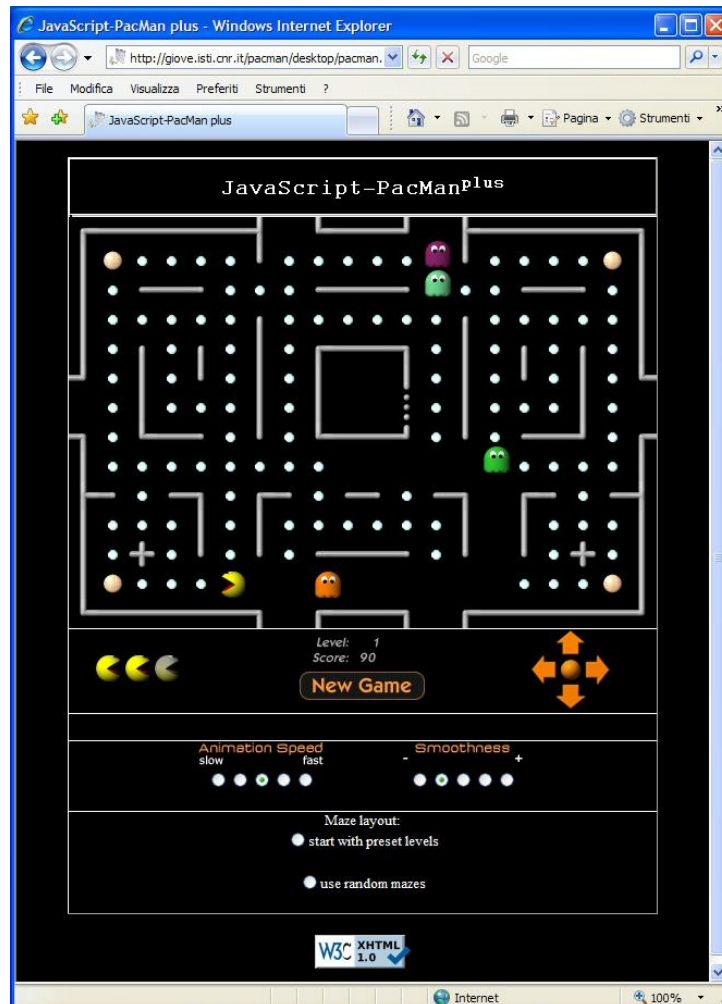 JavaScript-PacMan plus - Windows Internet Explorer
http://giove.isti.cnr.it/pacman/desktop/pacman.
Google
File Modifica Visualizza Preferiti Strumenti ?
JavaScript-PacMan plus
Pagina Strumenti »
JavaScript-PacManplus
Level: 1
Score: 90
New Game
Animation Speed Smoothness
slow fast - +
Maze layout:
start with preset levels
use random mazes
W3C XHTML 1.0
Internet 100%